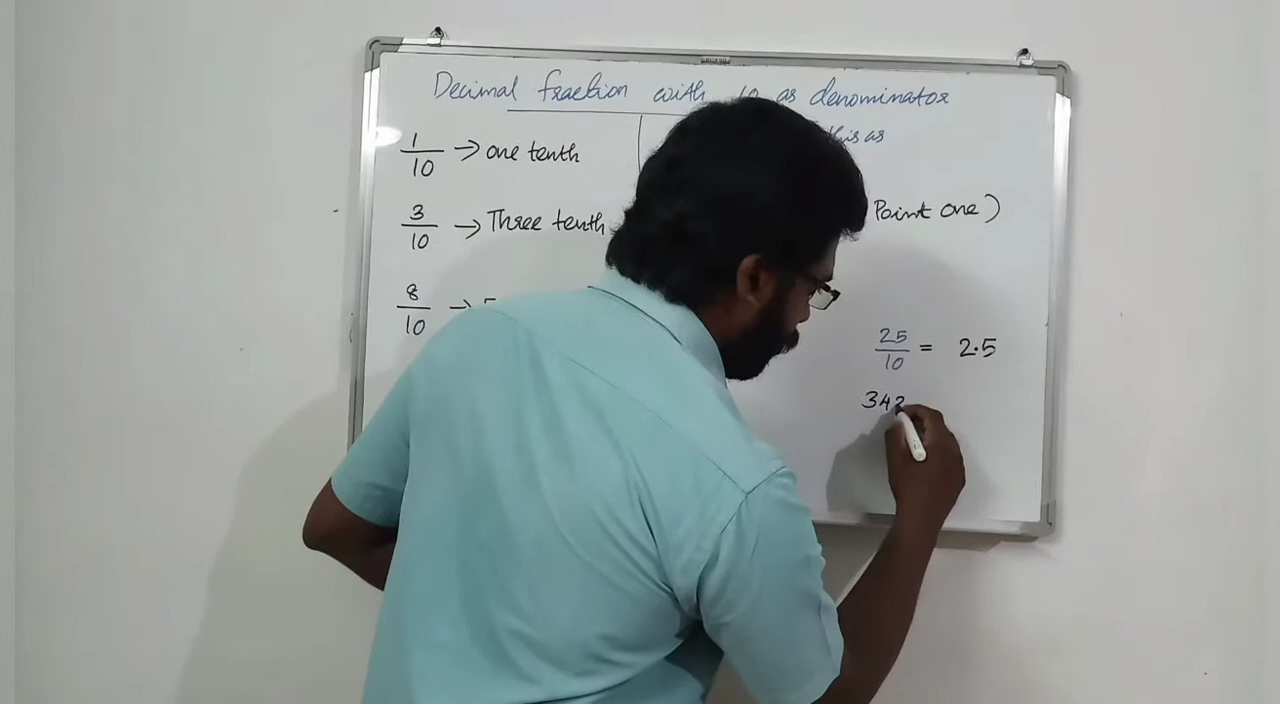 Decimal fraction with 10 as denominator
this as
1/10 → one tenth
Point one)
3/10 → Three tenth
8/10 →
25/10 = 2.5
342